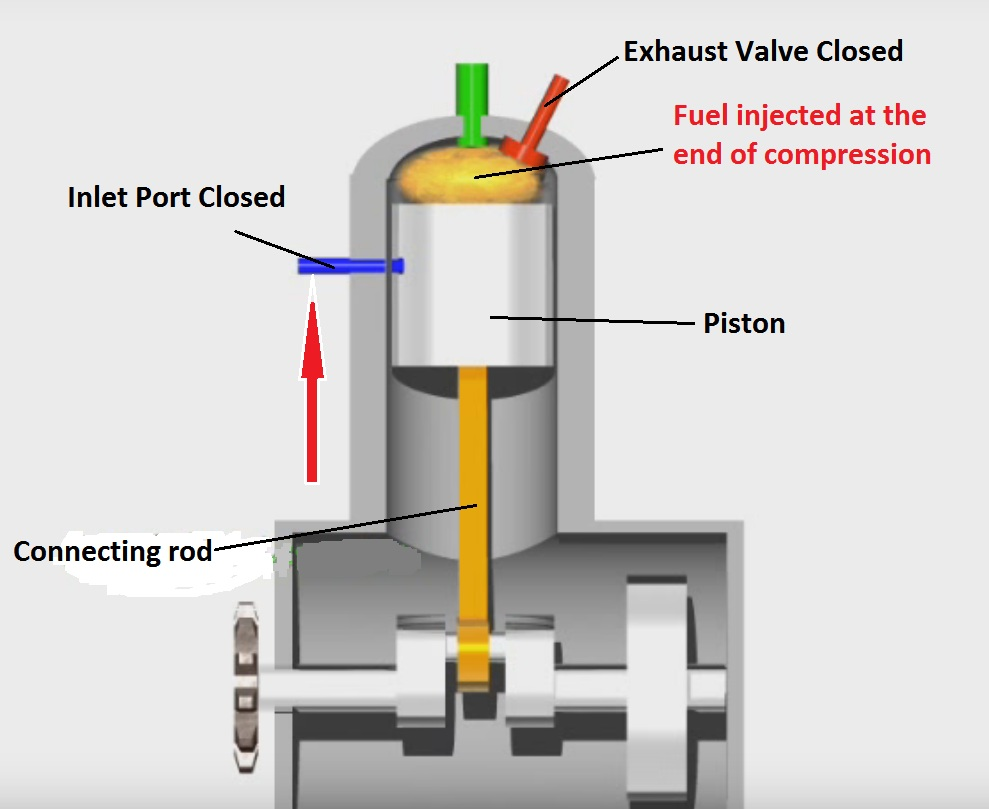 Exhaust Valve Closed
Fuel injected at the
end of compression
Inlet Port Closed
Piston
Connecting rod